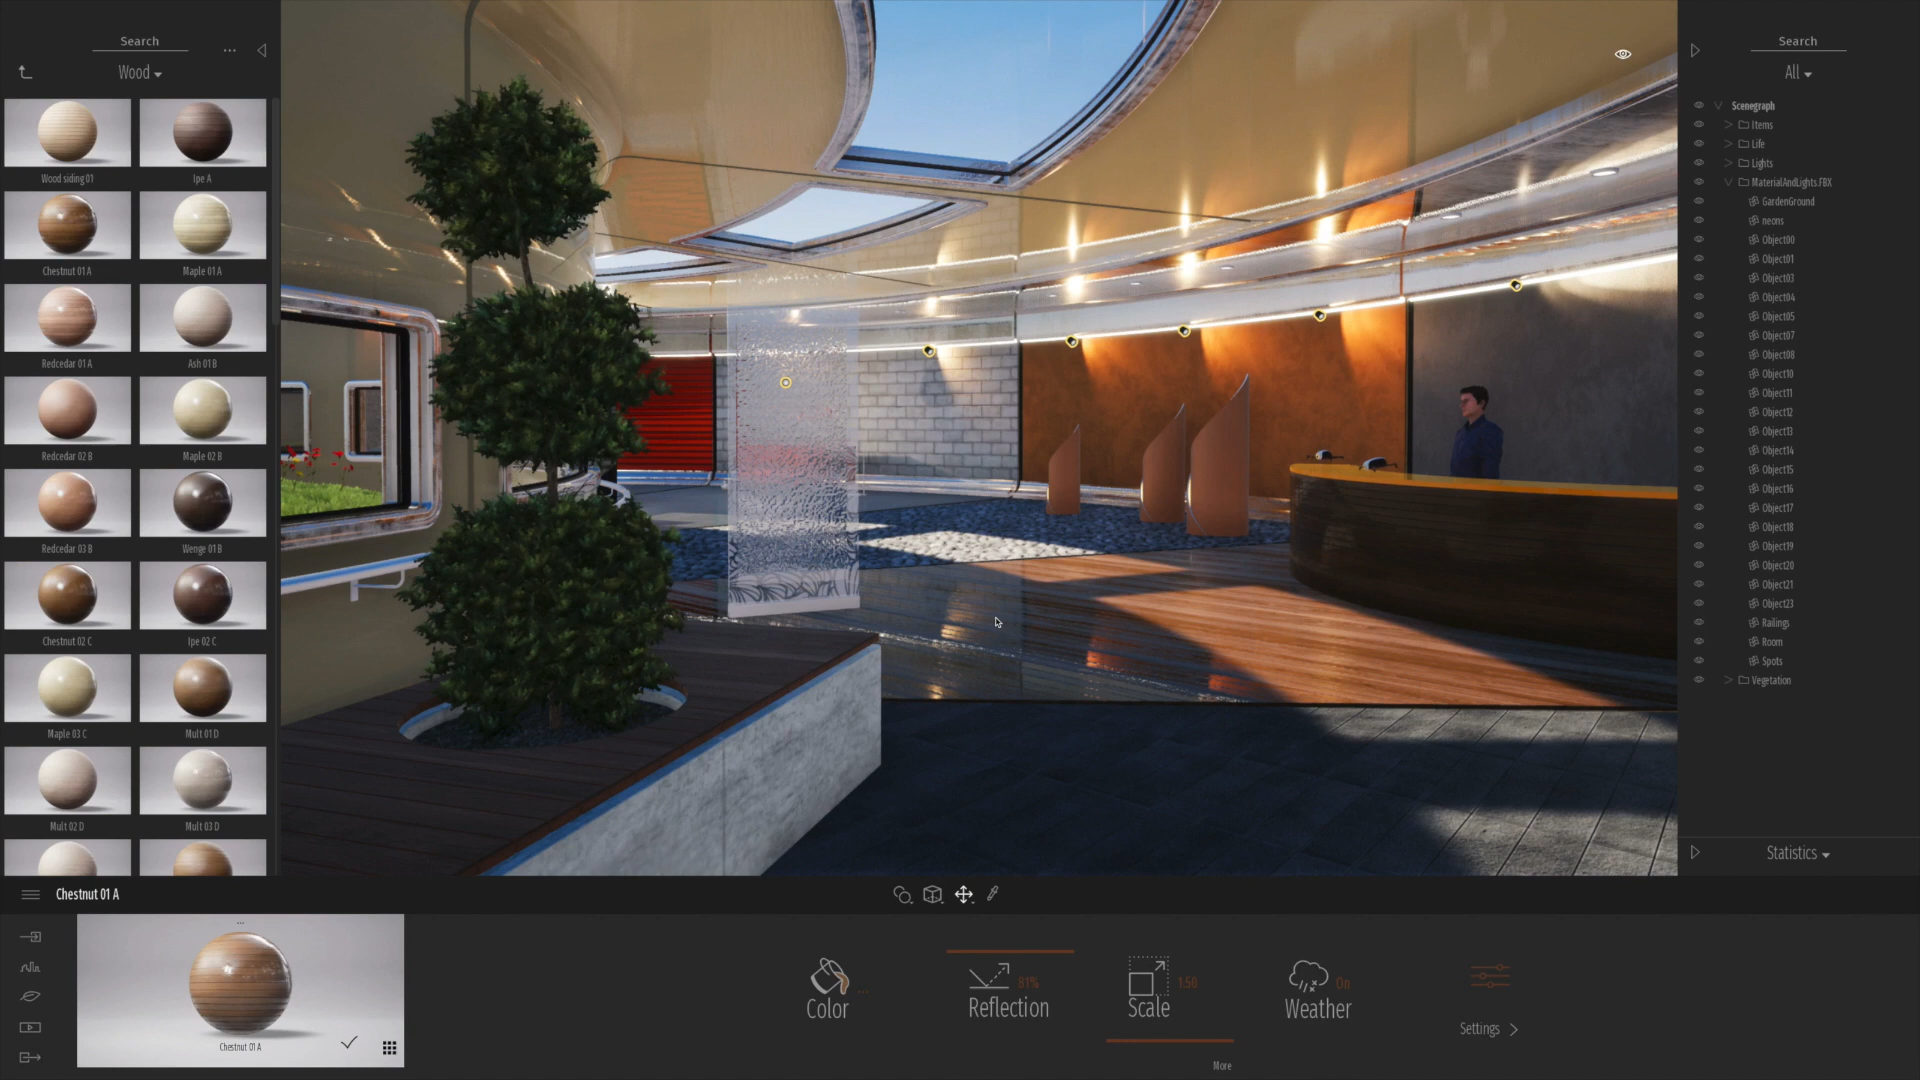 Search
Wood
Wood siding 01
Ipe A
Chestnut 01 A
Maple 01 A
Redcedar 01 A
Ash 01 B
Redcedar 02 B
Maple 02 B
Redcedar 03 B
Wenge 01 B
Chestnut 02 C
Ipe 02 C
Maple 03 C
Mult 01 D
Mult 02 D
Mult 03 D
Search
All
Scenegraph
Items
Life
Lights
MaterialAndLights.FBX
GardenGround
neons
Object00
Object01
Object03
Object04
Object05
Object07
Object08
Object10
Object11
Object12
Object13
Object14
Object15
Object16
Object17
Object18
Object19
Object20
Object21
Object23
Railings
Room
Spots
Vegetation
Statistics
Chestnut 01 A
Chestnut 01 A
Color ...
Reflection 81%
Scale 1.50
Weather On
Settings
More